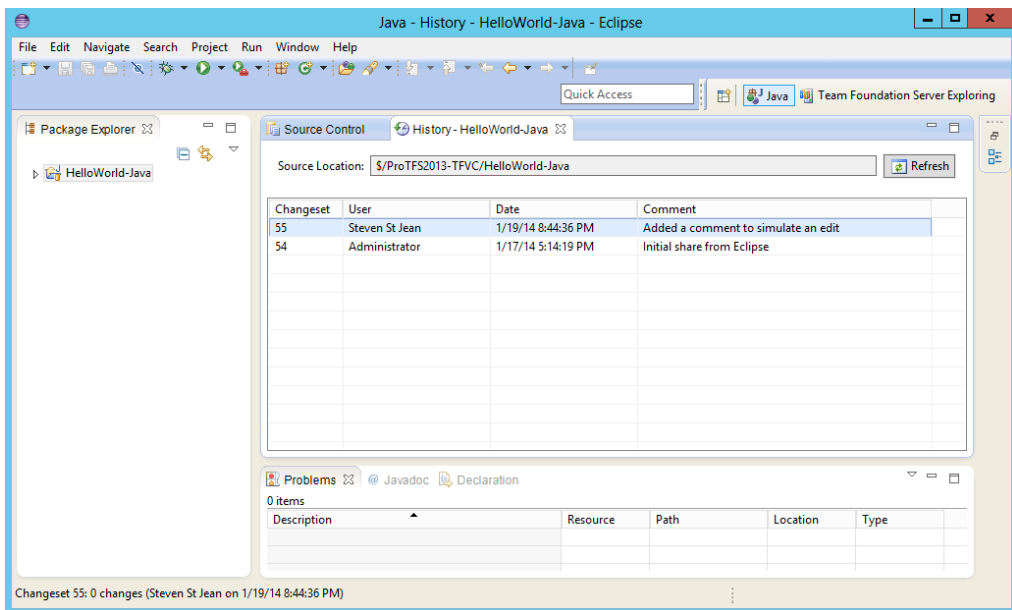 Java - History - HelloWorld-Java - Eclipse
File Edit Navigate Search Project Run Window Help
Quick Access
Java
Team Foundation Server Exploring
Package Explorer
HelloWorld-Java
Source Control
History - HelloWorld-Java
Source Location: $/ProTFS2013-TFVC/HelloWorld-Java
Refresh
Changeset User Date Comment
55 Steven St Jean 1/19/14 8:44:36 PM Added a comment to simulate an edit
54 Administrator 1/17/14 5:14:19 PM Initial share from Eclipse
Problems @ Javadoc Declaration
0 items
Description Resource Path Location Type
Changeset 55: 0 changes (Steven St Jean on 1/19/14 8:44:36 PM)